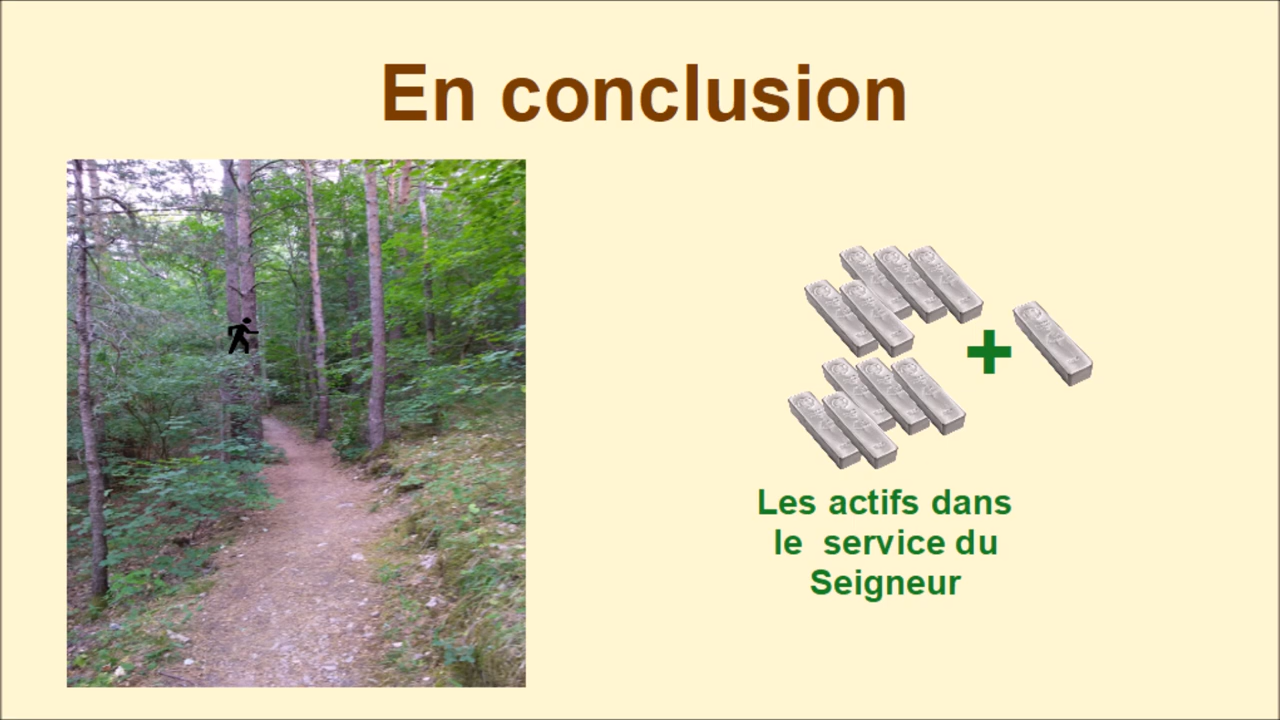 En conclusion
Les actifs dans
le service du
Seigneur